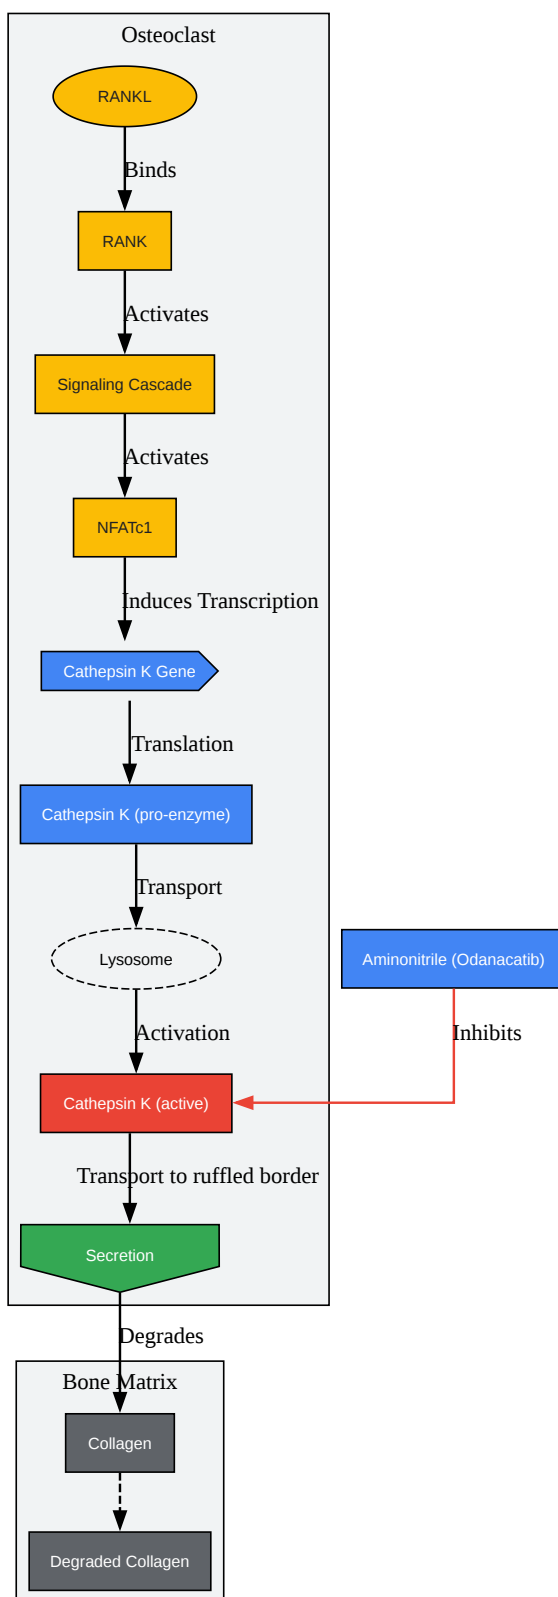 Osteoclast
RANKL
Binds
RANK
Activates
Signaling Cascade
Activates
NFATc1
Induces Transcription
Cathepsin K Gene
Translation
Cathepsin K (pro-enzyme)
Transport
Lysosome
Aminonitrile (Odanacatib)
Activation
Inhibits
Cathepsin K (active)
Transport to ruffled border
Secretion
Degrades
Bone Matrix
Collagen
Degraded Collagen